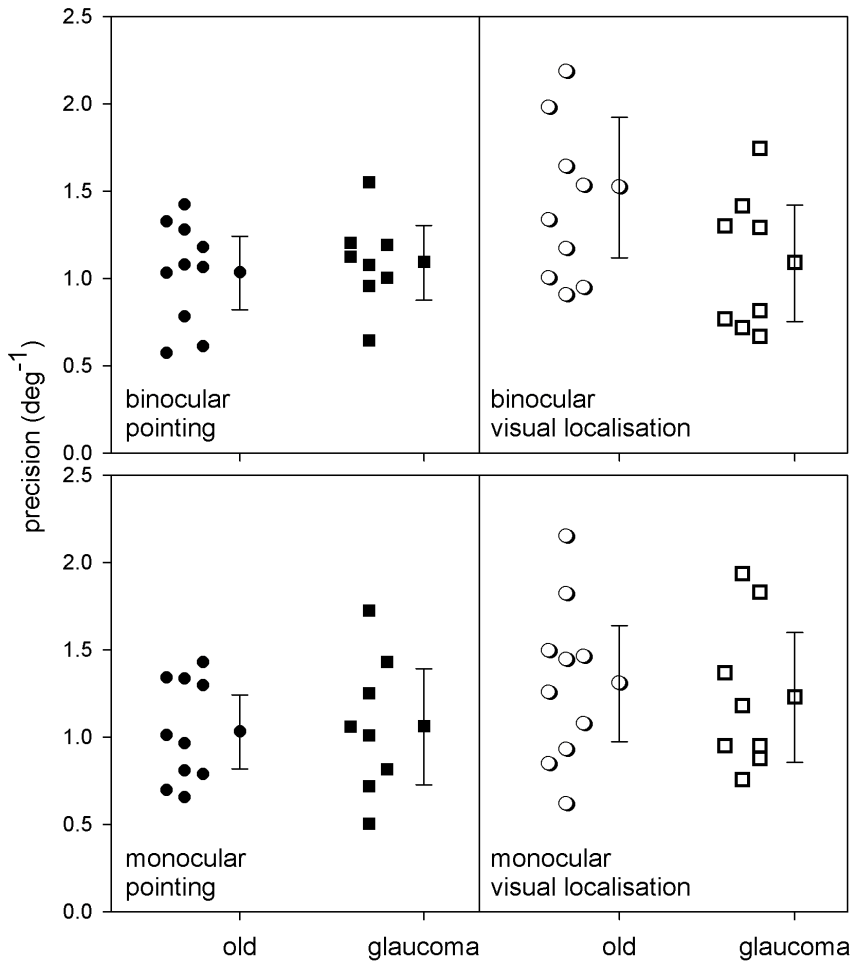 precision (deg⁻¹)
2.5
2.0
1.5
1.0
0.5
0.0
binocular
pointing
binocular
visual localisation
2.5
2.0
1.5
1.0
0.5
0.0
monocular
pointing
monocular
visual localisation
old
glaucoma
old
glaucoma